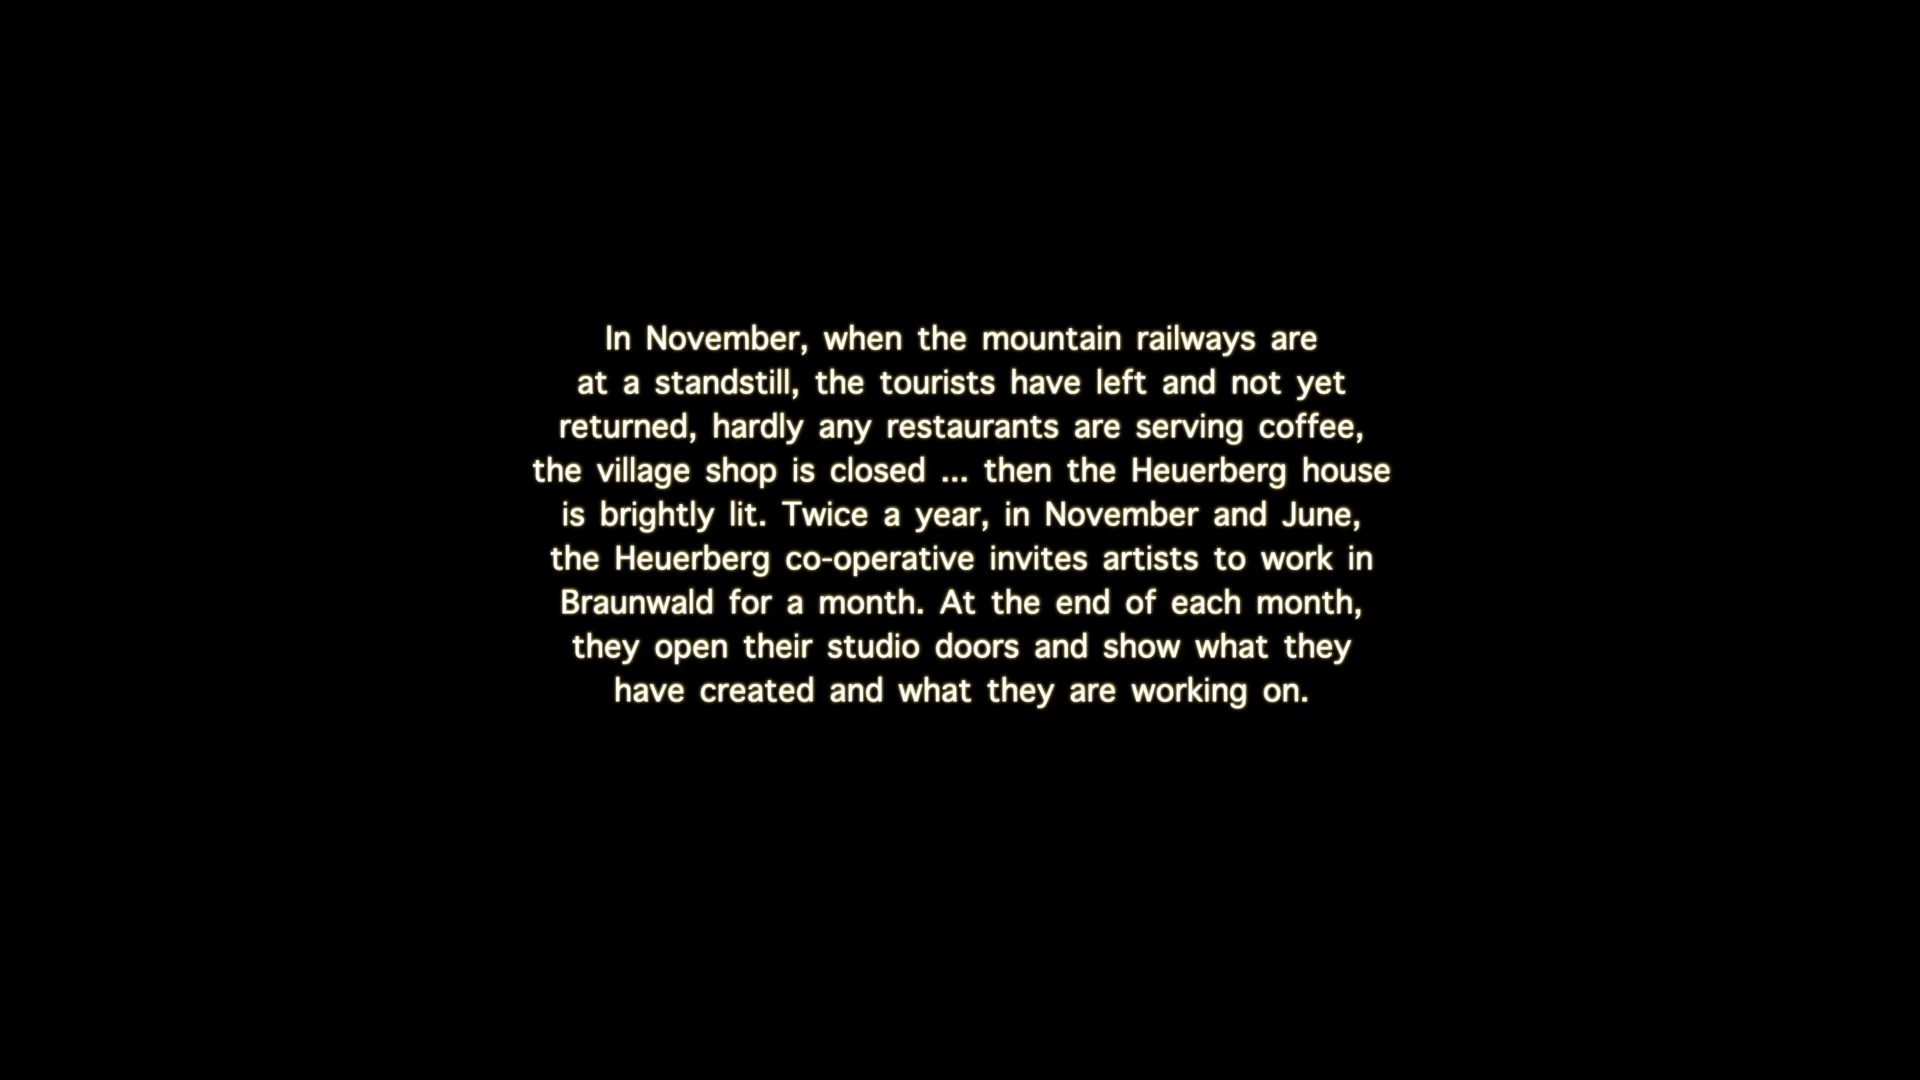 In November, when the mountain railways are
at a standstill, the tourists have left and not yet
returned, hardly any restaurants are serving coffee,
the village shop is closed ... then the Heuerberg house
is brightly lit. Twice a year, in November and June,
the Heuerberg co-operative invites artists to work in
Braunwald for a month. At the end of each month,
they open their studio doors and show what they
have created and what they are working on.